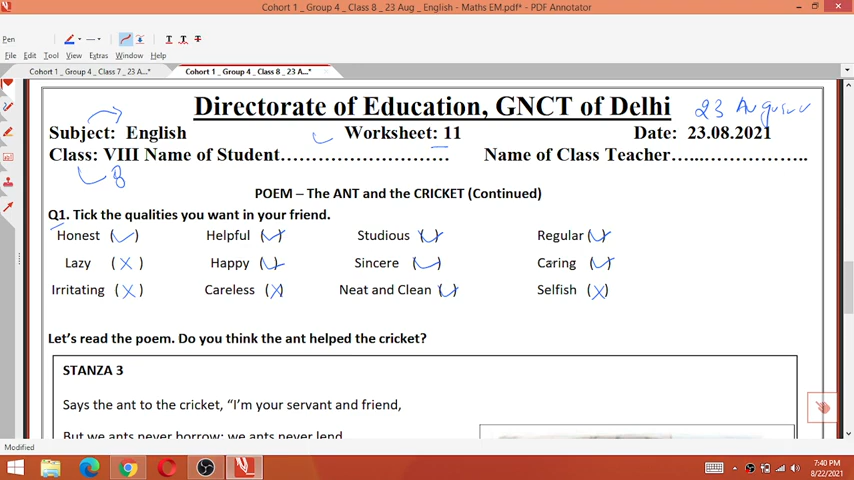 Cohort 1 _ Group 4 _ Class 8 _ 23 Aug _ English - Maths EM.pdf* - PDF Annotator
Pen
File Edit Tool View Extras Window Help
Cohort 1 _ Group 4 _ Class 7 _ 23 A...* Cohort 1 _ Group 4 _ Class 8 _ 23 A...*
Directorate of Education, GNCT of Delhi 23 August
Subject: English Worksheet: 11 Date: 23.08.2021
Class: VIII Name of Student……………………………… Name of Class Teacher…..……………..
8
POEM – The ANT and the CRICKET (Continued)
Q1. Tick the qualities you want in your friend.
Honest (✓) Helpful (✓) Studious (✓) Regular (✓)
Lazy (X) Happy (✓) Sincere (✓) Caring (✓)
Irritating (X) Careless (X) Neat and Clean (✓) Selfish (X)
Let's read the poem. Do you think the ant helped the cricket?
STANZA 3
Says the ant to the cricket, “I'm your servant and friend,
But we ants never borrow; we ants never lend
Modified
7:40 PM
8/22/2021